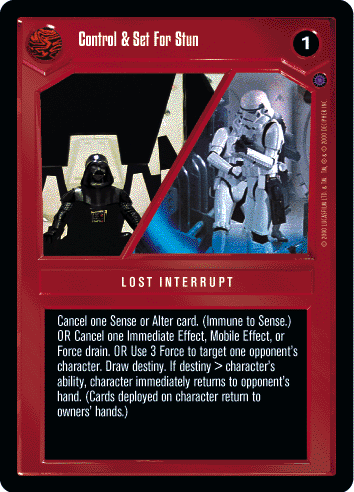 Control & Set For Stun
1
LOST INTERRUPT
Cancel one Sense or Alter card. (Immune to Sense.)
OR Cancel one Immediate Effect, Mobile Effect, or
Force drain. OR Use 3 Force to target one opponent's
character. Draw destiny. If destiny > character's
ability, character immediately returns to opponent's
hand. (Cards deployed on character return to
owners' hands.)